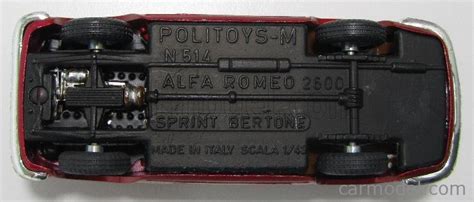 POLITOYS-M
N 514
ALFA ROMEO 2600
SPRINT BERTONE
MADE IN ITALY SCALA 1/43
carmodel.com